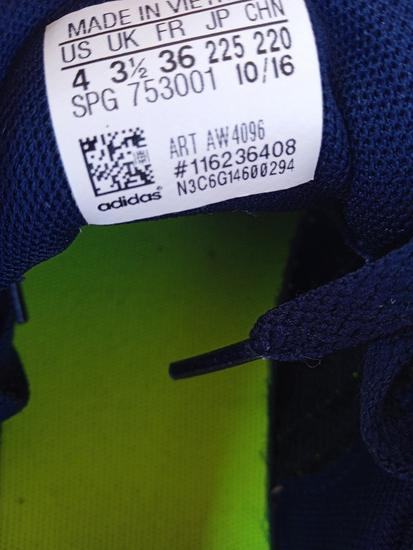 MADE IN VIET
US UK FR JP CHN
4 3½ 36 225 220
SPG 753001 10/16
ART AW4096
#116236408
N3C6G14600294
adidas